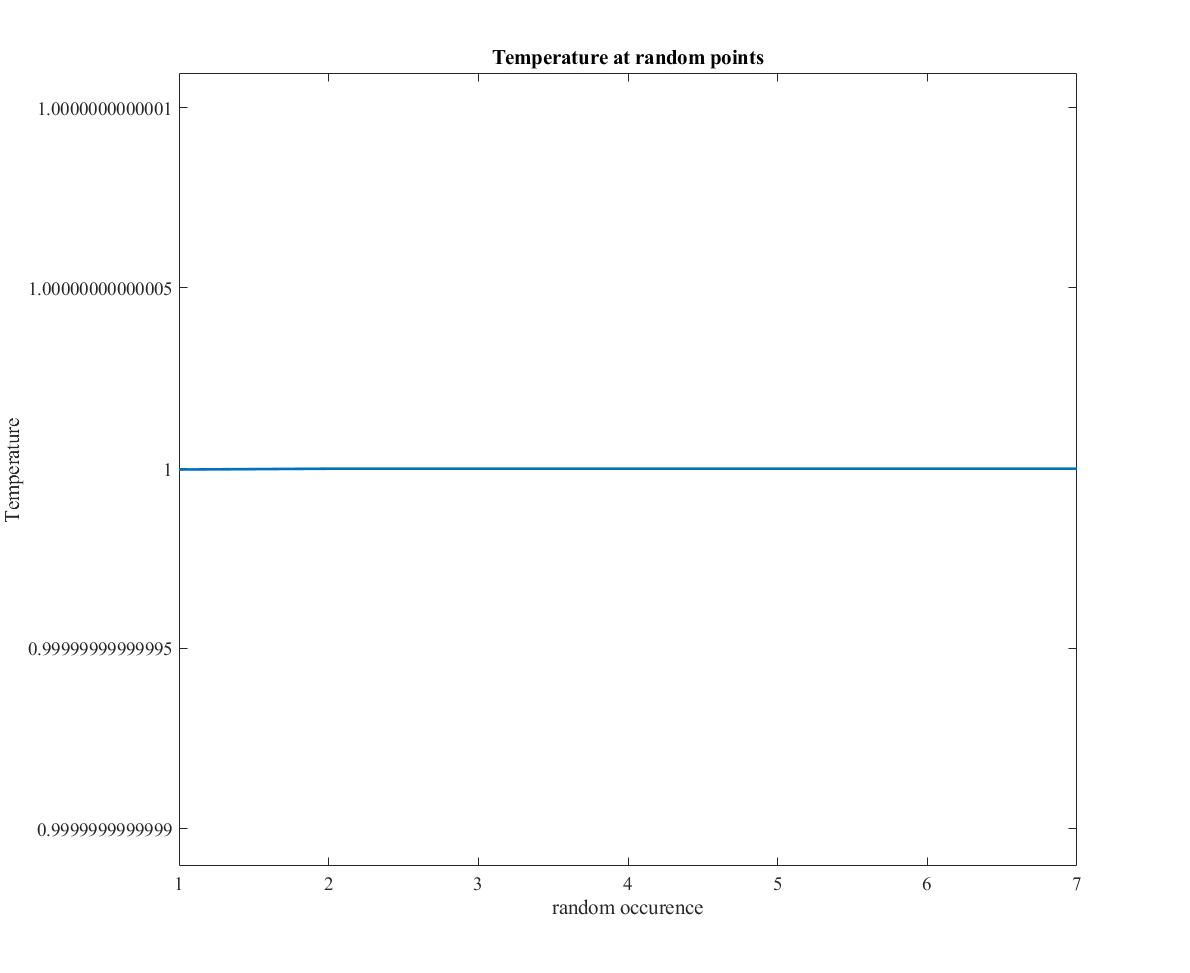 Temperature at random points
1.0000000000001
1.00000000000005
1
0.99999999999995
0.9999999999999
Temperature
1 2 3 4 5 6 7
random occurence